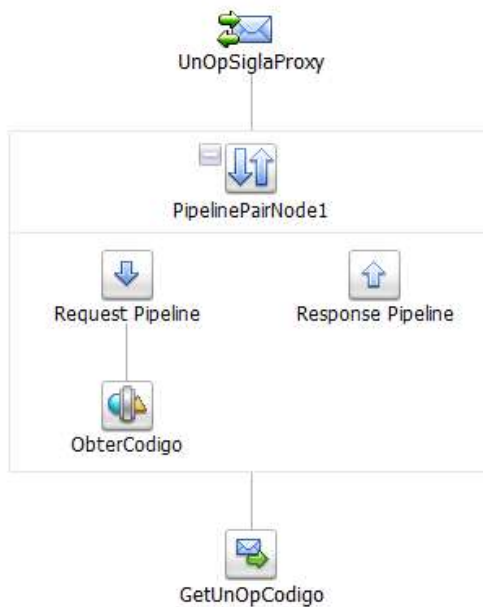 UnOpSiglaProxy
PipelinePairNode1
Request Pipeline
Response Pipeline
ObterCodigo
GetUnOpCodigo